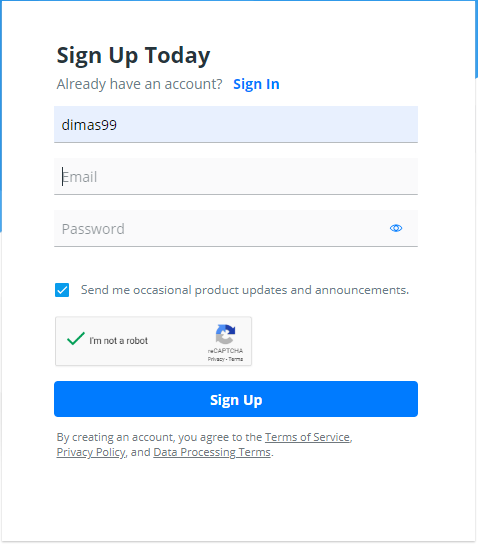 Sign Up Today
Already have an account? Sign In
dimas99
Email
Password
Send me occasional product updates and announcements.
I'm not a robot
reCAPTCHA
Privacy - Terms
Sign Up
By creating an account, you agree to the Terms of Service,
Privacy Policy, and Data Processing Terms.